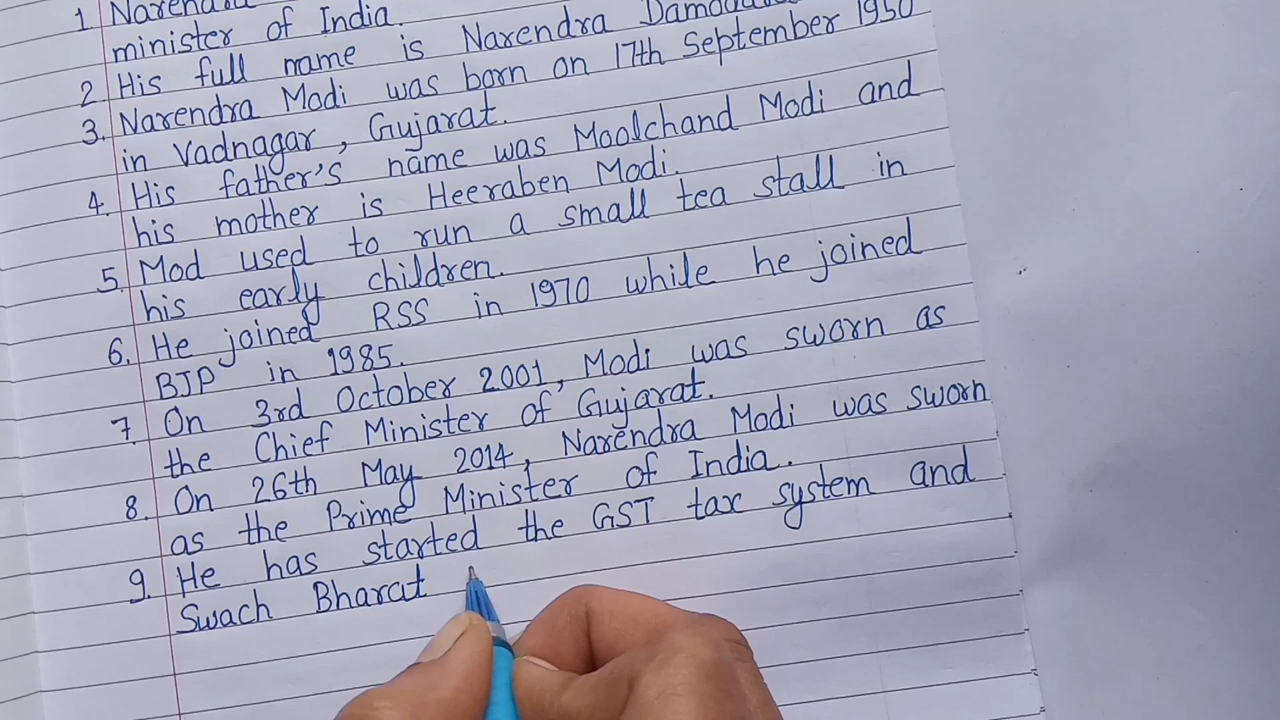 1 Narendra
minister of India.
2 His full name is Narendra
3. Narendra Modi was born on 17th September 1950
in Vadnagar, Gujarat.
4. His father's name was Moolchand Modi and
his mother is Heeraben Modi.
5. Mod used to run a small tea stall in
his early children.
6. He joined RSS in 1970 while he joined
BJP in 1985.
7 On 3rd October 2001, Modi was sworn as
the Chief Minister of Gujarat.
8. On 26th May 2014, Narendra Modi was sworn
as the Prime Minister of India.
9. He has started the GST tax system and
Swach Bharat